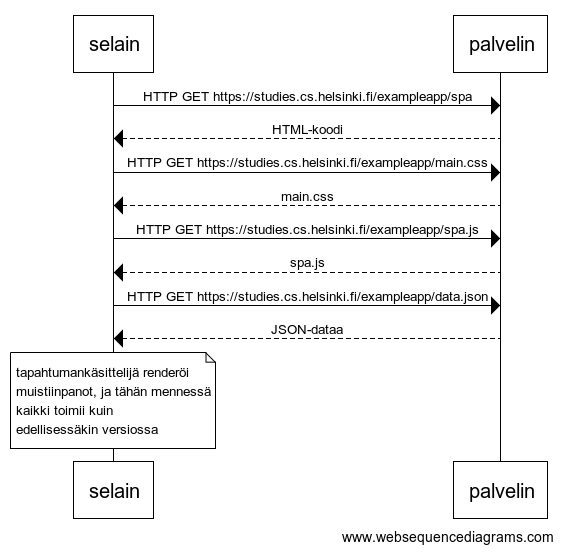 selain palvelin
HTTP GET https://studies.cs.helsinki.fi/exampleapp/spa
HTML-koodi
HTTP GET https://studies.cs.helsinki.fi/exampleapp/main.css
main.css
HTTP GET https://studies.cs.helsinki.fi/exampleapp/spa.js
spa.js
HTTP GET https://studies.cs.helsinki.fi/exampleapp/data.json
JSON-dataa
tapahtumankäsittelijä renderöi
muistiinpanot, ja tähän mennessä
kaikki toimii kuin
edellisessäkin versiossa
selain palvelin
www.websequencediagrams.com